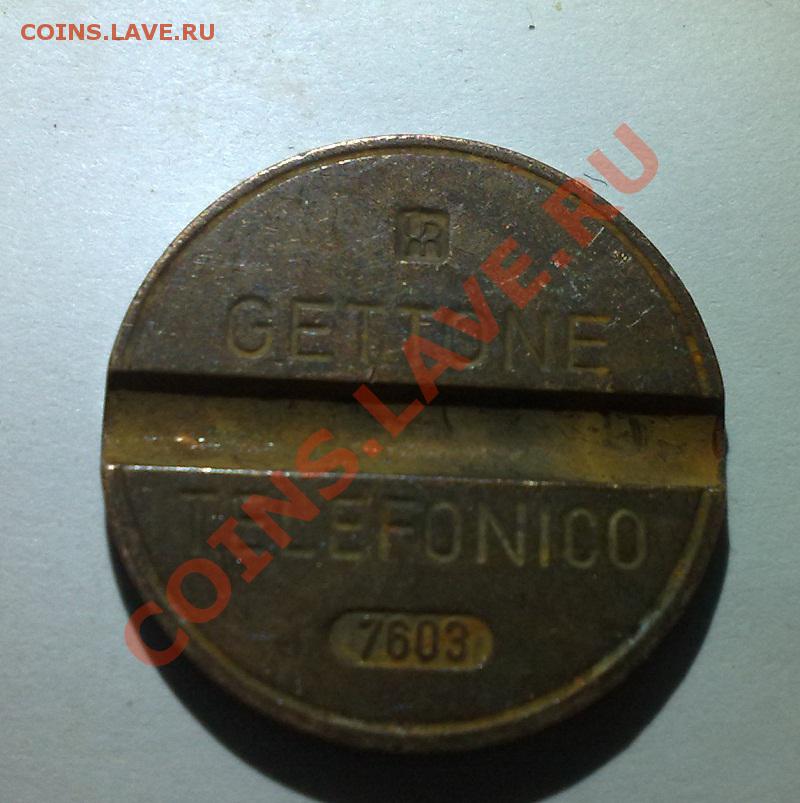 COINS.LAVE.RU
GETTONE
TELEFONICO
7603
COINS.LAVE.RU